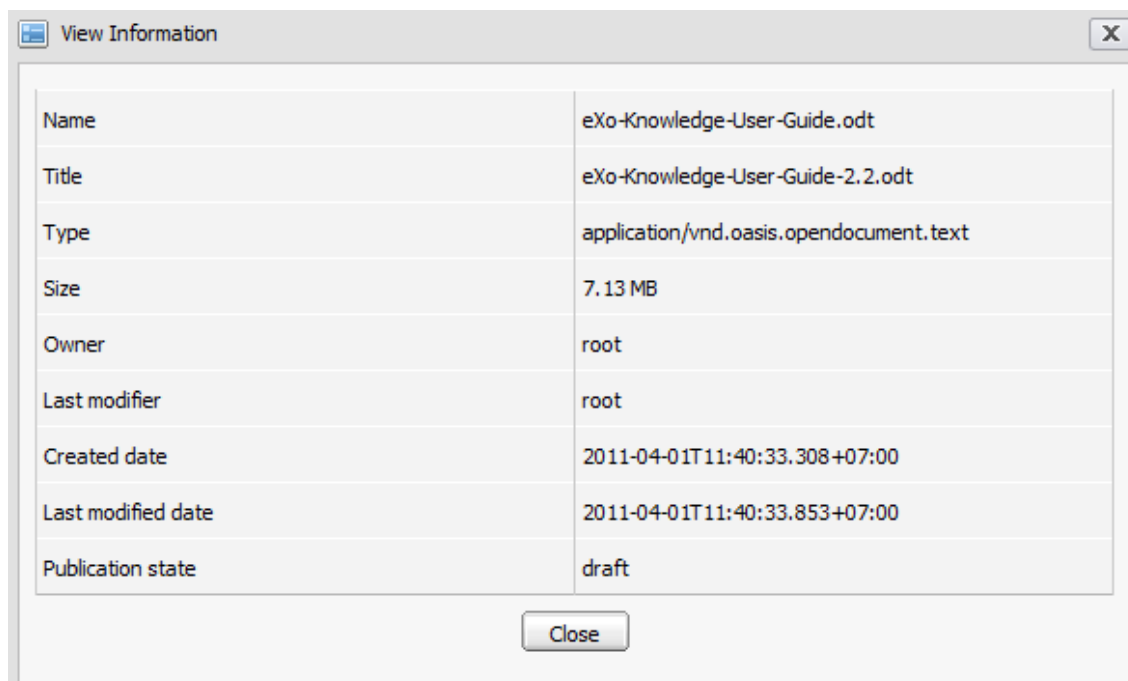 View Information
X
Name eXo-Knowledge-User-Guide.odt
Title eXo-Knowledge-User-Guide-2.2.odt
Type application/vnd.oasis.opendocument.text
Size 7.13 MB
Owner root
Last modifier root
Created date 2011-04-01T11:40:33.308+07:00
Last modified date 2011-04-01T11:40:33.853+07:00
Publication state draft
Close